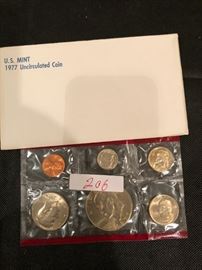 U.S. MINT
1977 Uncirculated Coin
206